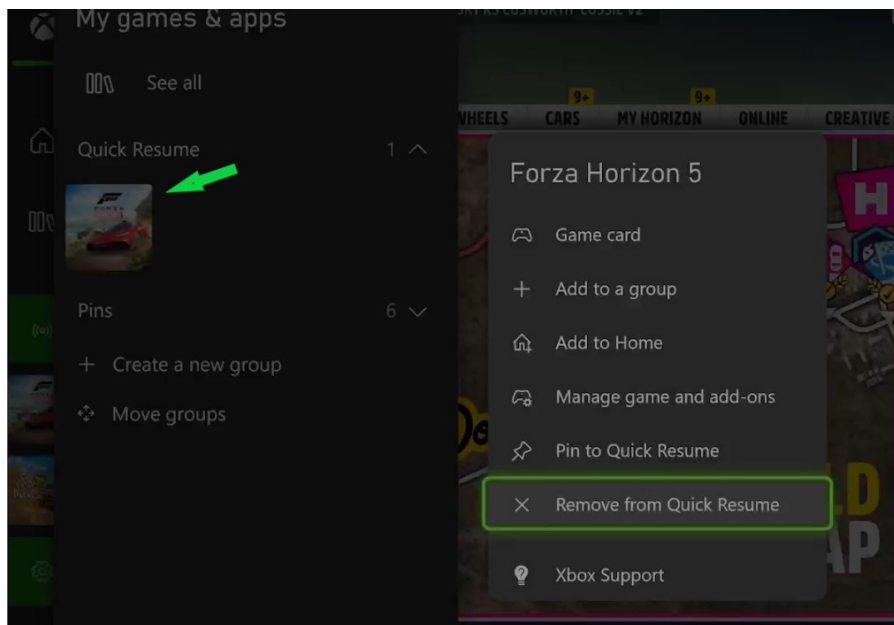 My games & apps
See all
Quick Resume
1
Pins
6
Create a new group
Move groups
WHEELS
CARS
9+
MY HORIZON
9+
ONLINE
CREATIVE
Forza Horizon 5
Game card
Add to a group
Add to Home
Manage game and add-ons
Pin to Quick Resume
Remove from Quick Resume
Xbox Support